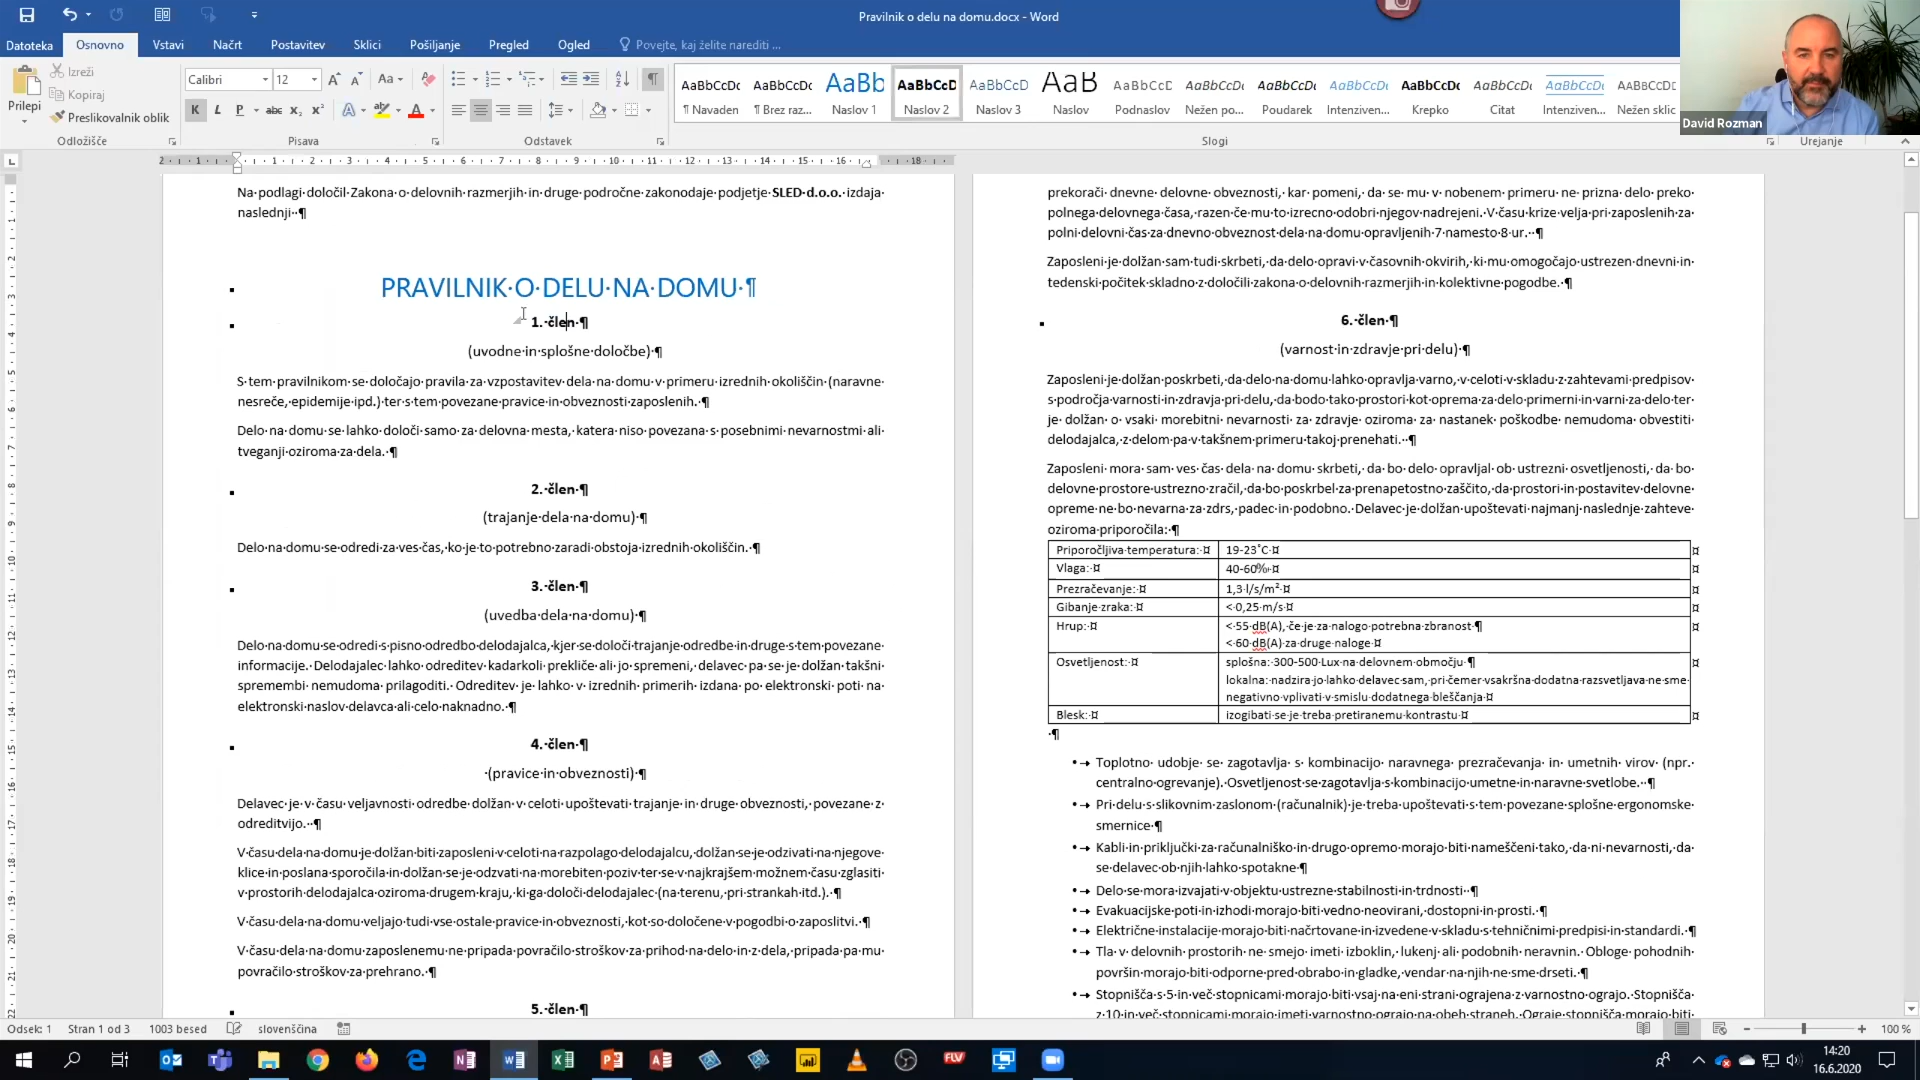 Pravilnik o delu na domu.docx - Word
Datoteka Osnovno Vstavi Načrt Postavitev Sklici Pošiljanje Pregled Ogled Povejte, kaj želite narediti ...
Prilepi
Izreži
Kopiraj
Preslikovalnik oblik
Calibri 12
AaBbCcDc AaBbCcDc AaBb AaBbCcD AaBbCcD AaB AaBbCcD AaBbCcDc AaBbCcDc AaBbCcDc AaBbCcDc AaBbCcDc AaBbCcDc AABBCCDD
¶ Navaden ¶ Brez raz... Naslov 1 Naslov 2 Naslov 3 Naslov Podnaslov Nežen po... Poudarek Intenziven... Krepko Citat Intenziven... Nežen sklic
Odložišče Pisava Odstavek Slogi Urejanje
David Rozman
Na podlagi določil Zakona o delovnih razmerjih in druge področne zakonodaje podjetje SLED d.o.o. izdaja
naslednji ¶
PRAVILNIK O DELU NA DOMU ¶
1. člen ¶
(uvodne in splošne določbe) ¶
S tem pravilnikom se določajo pravila za vzpostavitev dela na domu v primeru izrednih okoliščin (naravne
nesreče, epidemije ipd.) ter s tem povezane pravice in obveznosti zaposlenih. ¶
Delo na domu se lahko določi samo za delovna mesta, katera niso povezana s posebnimi nevarnostmi ali
tveganji oziroma za dela. ¶
2. člen ¶
(trajanje dela na domu) ¶
Delo na domu se odredi za ves čas, ko je to potrebno zaradi obstoja izrednih okoliščin. ¶
3. člen ¶
(uvedba dela na domu) ¶
Delo na domu se odredi s pisno odredbo delodajalca, kjer se določi trajanje odredbe in druge s tem povezane
informacije. Delodajalec lahko odreditev kadarkoli prekliče ali jo spremeni, delavec pa se je dolžan takšni
spremembi nemudoma prilagoditi. Odreditev je lahko v izrednih primerih izdana po elektronski poti na
elektronski naslov delavca ali celo naknadno. ¶
4. člen ¶
(pravice in obveznosti) ¶
Delavec je v času veljavnosti odredbe dolžan v celoti upoštevati trajanje in druge obveznosti, povezane z
odreditvijo. ¶
V času dela na domu je dolžan biti zaposleni v celoti na razpolago delodajalcu, dolžan se je odzivati na njegove
klice in poslana sporočila in dolžan se je odzvati na morebiten poziv ter se v najkrajšem možnem času zglasiti
v prostorih delodajalca oziroma drugem kraju, ki ga določi delodajalec (na terenu, pri strankah itd.). ¶
V času dela na domu veljajo tudi vse ostale pravice in obveznosti, kot so določene v pogodbi o zaposlitvi. ¶
V času dela na domu zaposlenemu ne pripada povračilo stroškov za prihod na delo in z dela, pripada pa mu
povračilo stroškov za prehrano. ¶
5. člen ¶
prekorači dnevne delovne obveznosti, kar pomeni, da se mu v nobenem primeru ne prizna delo preko
polnega delovnega časa, razen če mu to izrecno odobri njegov nadrejeni. V času krize velja pri zaposlenih za
polni delovni čas za dnevno obveznost dela na domu opravljenih 7 namesto 8 ur. ¶
Zaposleni je dolžan sam tudi skrbeti, da delo opravi v časovnih okvirih, ki mu omogočajo ustrezen dnevni in
tedenski počitek skladno z določili zakona o delovnih razmerjih in kolektivne pogodbe. ¶
6. člen ¶
(varnost in zdravje pri delu) ¶
Zaposleni je dolžan poskrbeti, da delo na domu lahko opravlja varno, v celoti v skladu z zahtevami predpisov
s področja varnosti in zdravja pri delu, da bodo tako prostori kot oprema za delo primerni in varni za delo ter
je dolžan o vsaki morebitni nevarnosti za zdravje oziroma za nastanek poškodbe nemudoma obvestiti
delodajalca, z delom pa v takšnem primeru takoj prenehati. ¶
Zaposleni mora sam ves čas dela na domu skrbeti, da bo delo opravljal ob ustrezni osvetljenosti, da bo
delovne prostore ustrezno zračil, da bo poskrbel za prenapetostno zaščito, da prostori in postavitev delovne
opreme ne bo nevarna za zdrs, padec in podobno. Delavec je dolžan upoštevati najmanj naslednje zahteve
oziroma priporočila: ¶
Priporočljiva temperatura: ¤ 19-23˚C ¤
Vlaga: ¤ 40-60% ¤
Prezračevanje: ¤ 1,3 l/s/m² ¤
Gibanje zraka: ¤ < 0,25 m/s ¤
Hrup: ¤ < 55 dB(A), če je za nalogo potrebna zbranost ¶
< 60 dB(A) za druge naloge ¤
Osvetljenost: ¤ splošna: 300-500 Lux na delovnem območju ¶
lokalna: nadzira jo lahko delavec sam, pri čemer vsakršna dodatna razsvetljava ne sme
negativno vplivati v smislu dodatnega bleščanja ¤
Blesk: ¤ izogibati se je treba pretiranemu kontrastu ¤
¶
• Toplotno udobje se zagotavlja s kombinacijo naravnega prezračevanja in umetnih virov (npr.
centralno ogrevanje). Osvetljenost se zagotavlja s kombinacijo umetne in naravne svetlobe. ¶
• Pri delu s slikovnim zaslonom (računalnik) je treba upoštevati s tem povezane splošne ergonomske
smernice ¶
• Kabli in priključki za računalniško in drugo opremo morajo biti nameščeni tako, da ni nevarnosti, da
se delavec ob njih lahko spotakne ¶
• Delo se mora izvajati v objektu ustrezne stabilnosti in trdnosti ¶
• Evakuacijske poti in izhodi morajo biti vedno neovirani, dostopni in prosti. ¶
• Električne instalacije morajo biti načrtovane in izvedene v skladu s tehničnimi predpisi in standardi. ¶
• Tla v delovnih prostorih ne smejo imeti izboklin, lukenj ali podobnih neravnin. Obloge pohodnih
površin morajo biti odporne pred obrabo in gladke, vendar na njih ne sme drseti. ¶
• Stopnišča s 5 in več stopnicami morajo biti vsaj na eni strani ograjena z varnostno ograjo. Stopnišča
z 10 in več stopnicami morajo imeti varnostno ograjo na obeh straneh. Ograje stopnišča morajo biti
Odsek: 1 Stran 1 od 3 1003 besed slovenščina 100 %
14:20
16.6.2020